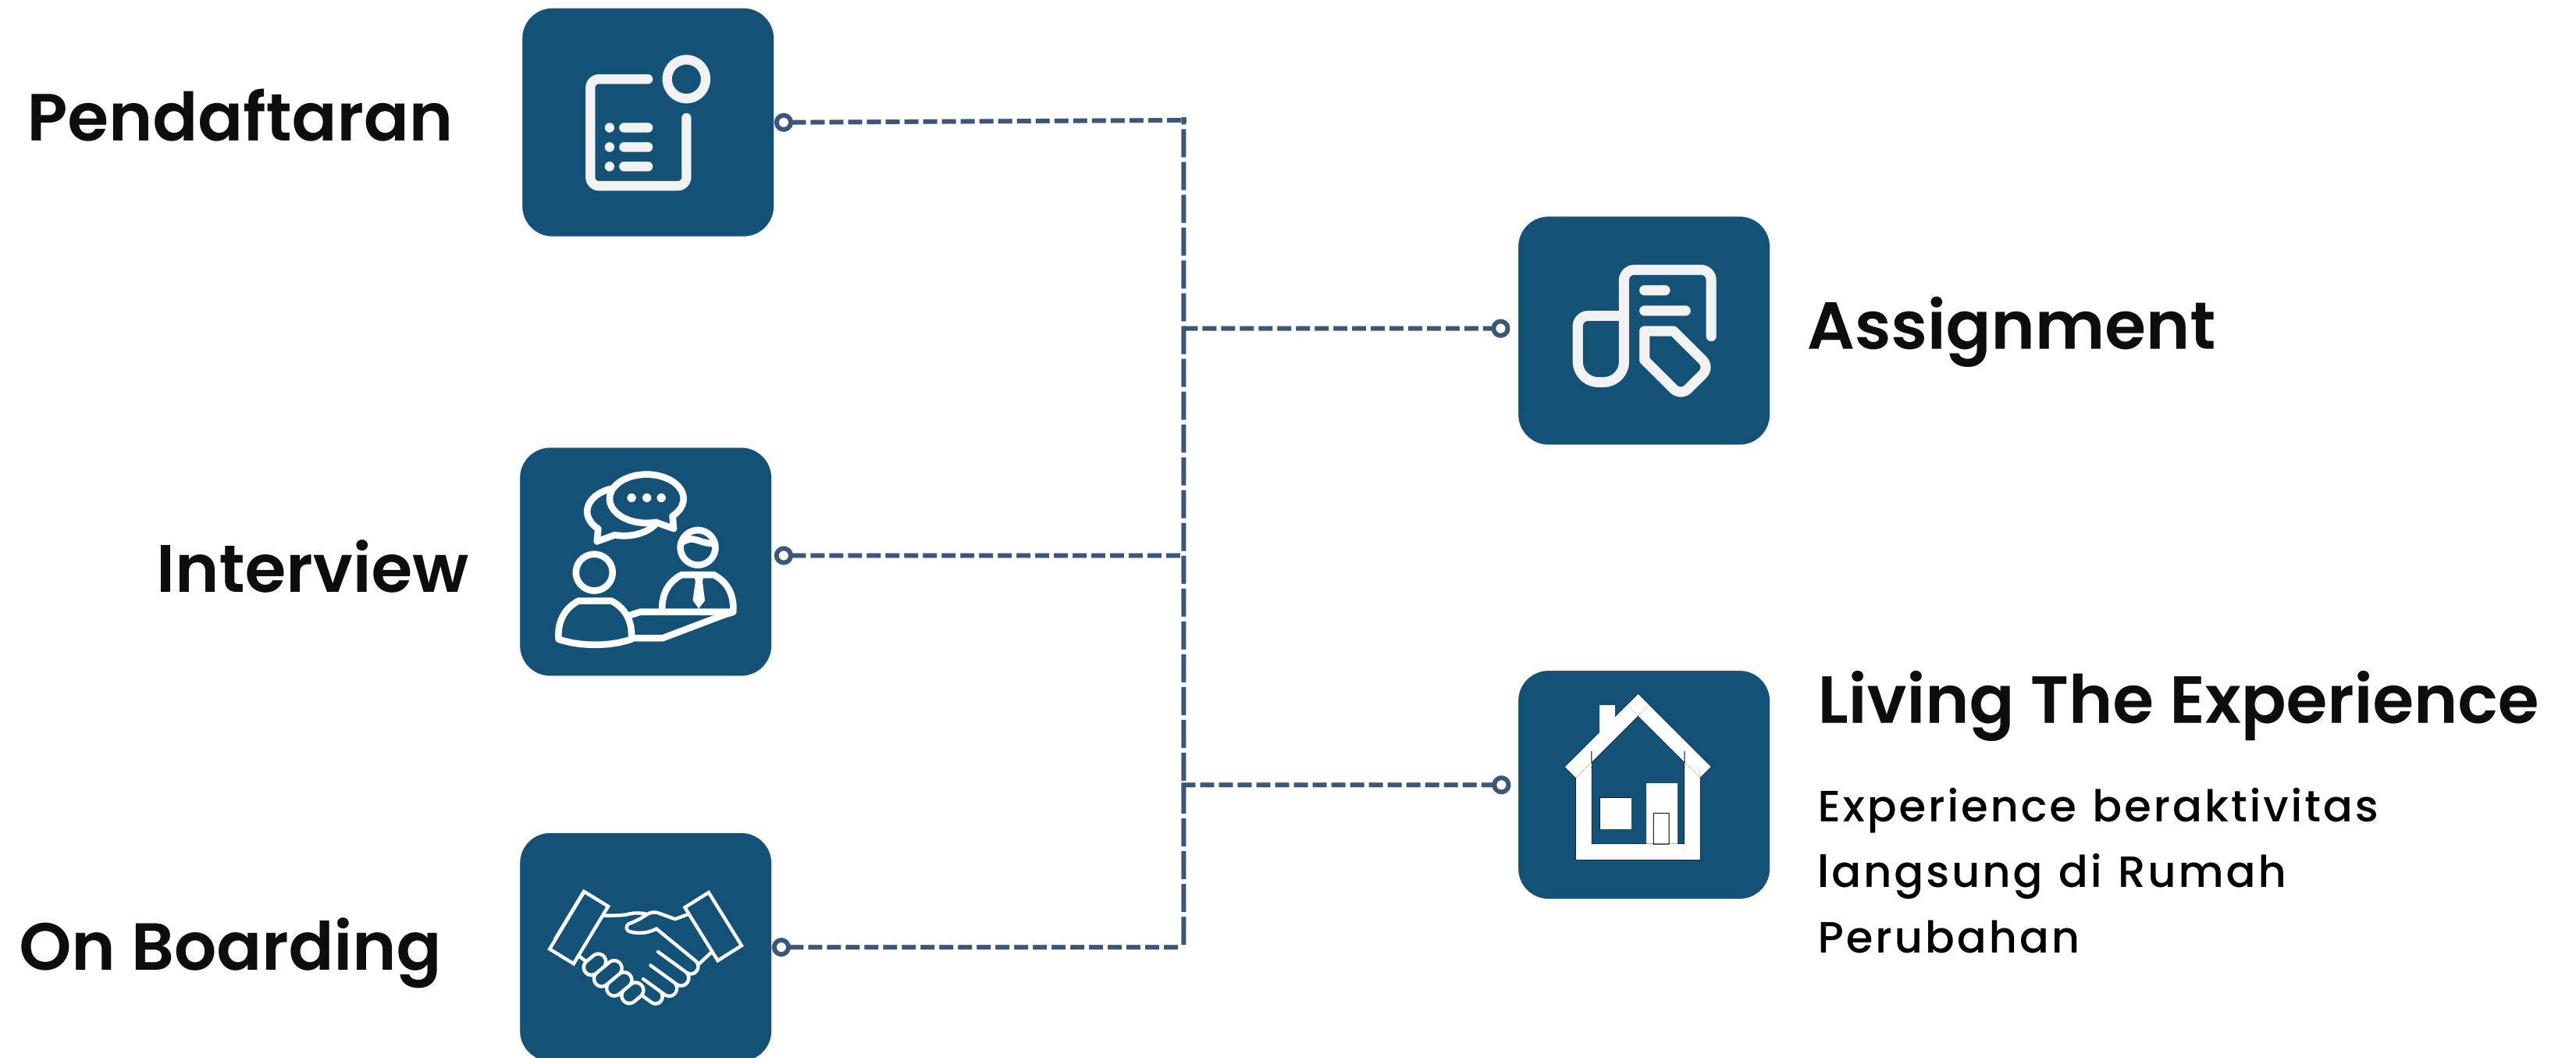 Pendaftaran
Assignment
Interview
Living The Experience
Experience beraktivitas
langsung di Rumah
Perubahan
On Boarding